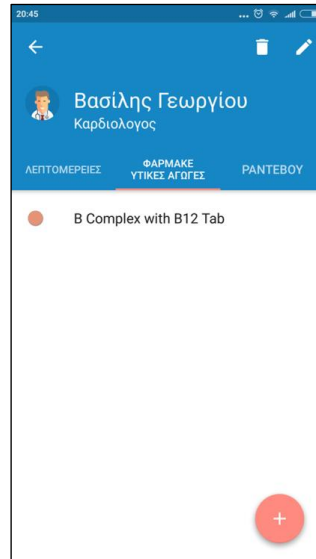 20:45
...
Βασίλης Γεωργίου
Καρδιολογος
ΛΕΠΤΟΜΕΡΕΙΕΣ
ΦΑΡΜΑΚΕ
ΥΤΙΚΕΣ ΑΓΩΓΕΣ
ΡΑΝΤΕΒΟΥ
B Complex with B12 Tab
+